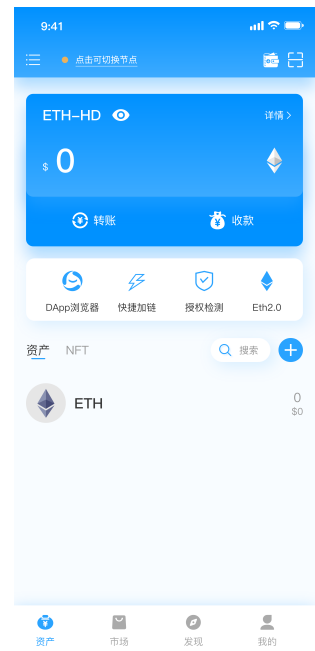 9:41
点击可切换节点
ETH-HD
详情
$ 0
转账 收款
DApp浏览器 快捷加链 授权检测 Eth2.0
资产 NFT 搜索
ETH 0
$0
资产 市场 发现 我的